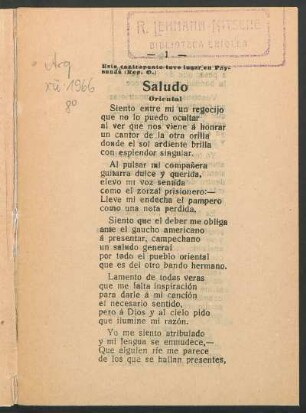 R. LEHMANN-NITSCHE
BIBLIOTECA CRIOLLA
— 1 —
Arg
xü 1966
8º
Este contrapunto tuvo lugar en Pay-
sandú (Rep. O.)
Saludo
Oriental
Siento entre mi un regocijo
que no lo puedo ocultar
al ver que nos viene á honrar
un cantor de la otra orilla
donde el sol ardiente brilla
con esplendor singular.
Al pulsar mi compañera
guitarra dulce y querida,
elevo mi voz sentida
como el zorzal prisionero:—
Lleve mi endecha el pampero
como una nota perdida,
Siento que el deber me obliga
ante el gaucho americano
á presentar, campechano
un saludo general
por todo el pueblo oriental
que es del otro bando hermano.
Lamento de todas veras
que me falta inspiración
para darle á mi canción
el necesario sentido,
pero á Dios y al cielo pido
que ilumine mi razón.
Yo me siento atribulado
y mi lengua se enmudece,—
Que alguien ríe me parece
de los que se hallan presentes,